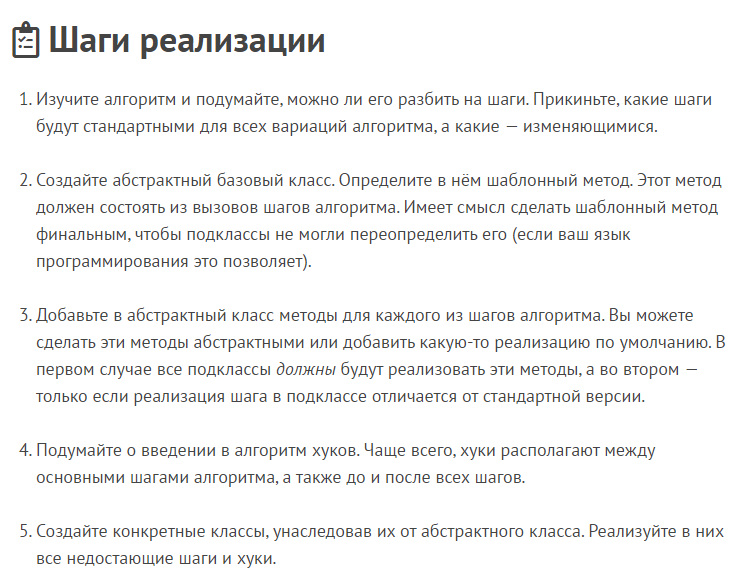 Шаги реализации
1. Изучите алгоритм и подумайте, можно ли его разбить на шаги. Прикиньте, какие шаги
будут стандартными для всех вариаций алгоритма, а какие — изменяющимися.
2. Создайте абстрактный базовый класс. Определите в нём шаблонный метод. Этот метод
должен состоять из вызовов шагов алгоритма. Имеет смысл сделать шаблонный метод
финальным, чтобы подклассы не могли переопределить его (если ваш язык
программирования это позволяет).
3. Добавьте в абстрактный класс методы для каждого из шагов алгоритма. Вы можете
сделать эти методы абстрактными или добавить какую-то реализацию по умолчанию. В
первом случае все подклассы должны будут реализовать эти методы, а во втором —
только если реализация шага в подклассе отличается от стандартной версии.
4. Подумайте о введении в алгоритм хуков. Чаще всего, хуки располагают между
основными шагами алгоритма, а также до и после всех шагов.
5. Создайте конкретные классы, унаследовав их от абстрактного класса. Реализуйте в них
все недостающие шаги и хуки.